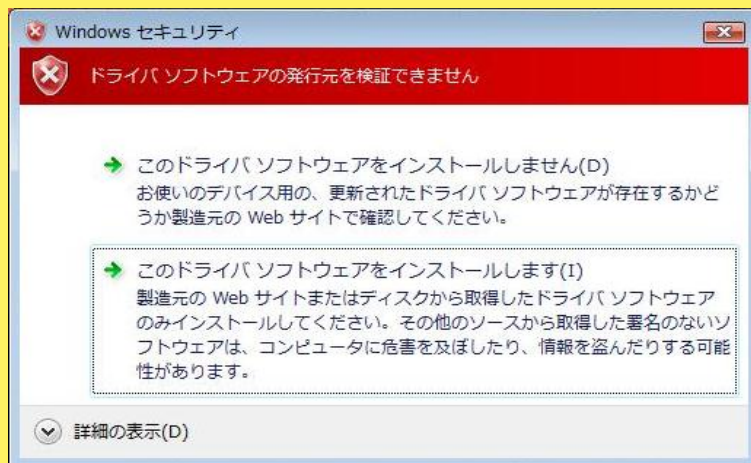 Windows セキュリティ
ドライバ ソフトウェアの発行元を検証できません
このドライバ ソフトウェアをインストールしません(D)
お使いのデバイス用の、更新されたドライバ ソフトウェアが存在するかど
うか製造元の Web サイトで確認してください。
このドライバ ソフトウェアをインストールします(I)
製造元の Web サイトまたはディスクから取得したドライバ ソフトウェア
のみインストールしてください。その他のソースから取得した署名のないソ
フトウェアは、コンピュータに危害を及ぼしたり、情報を盗んだりする可能
性があります。
詳細の表示(D)